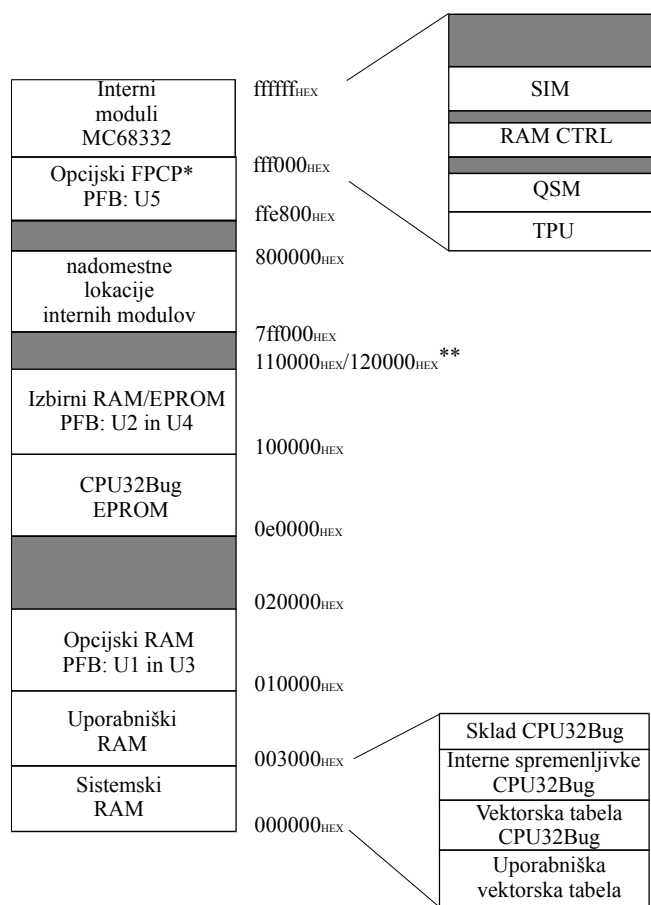 Interni
moduli
MC68332
Opcijski FPCP*
PFB: U5
nadomestne
lokacije
internih modulov
Izbirni RAM/EPROM
PFB: U2 in U4
CPU32Bug
EPROM
Opcijski RAM
PFB: U1 in U3
Uporabniški
RAM
Sistemski
RAM
ffffffHEX
fff000HEX
ffe800HEX
800000HEX
7ff000HEX
110000HEX/120000HEX**
100000HEX
0e0000HEX
020000HEX
010000HEX
003000HEX
000000HEX
SIM
RAM CTRL
QSM
TPU
Sklad CPU32Bug
Interne spremenljivke
CPU32Bug
Vektorska tabela
CPU32Bug
Uporabniška
vektorska tabela